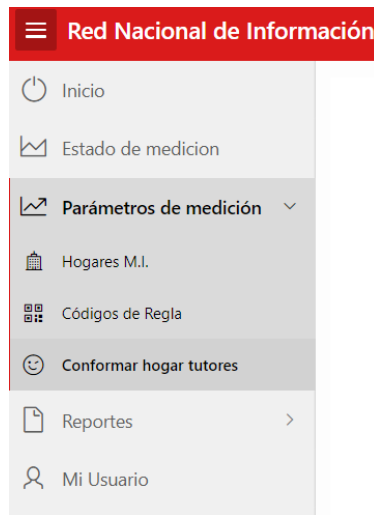 Red Nacional de Información
Inicio
Estado de medicion
Parámetros de medición
Hogares M.I.
Códigos de Regla
Conformar hogar tutores
Reportes
Mi Usuario